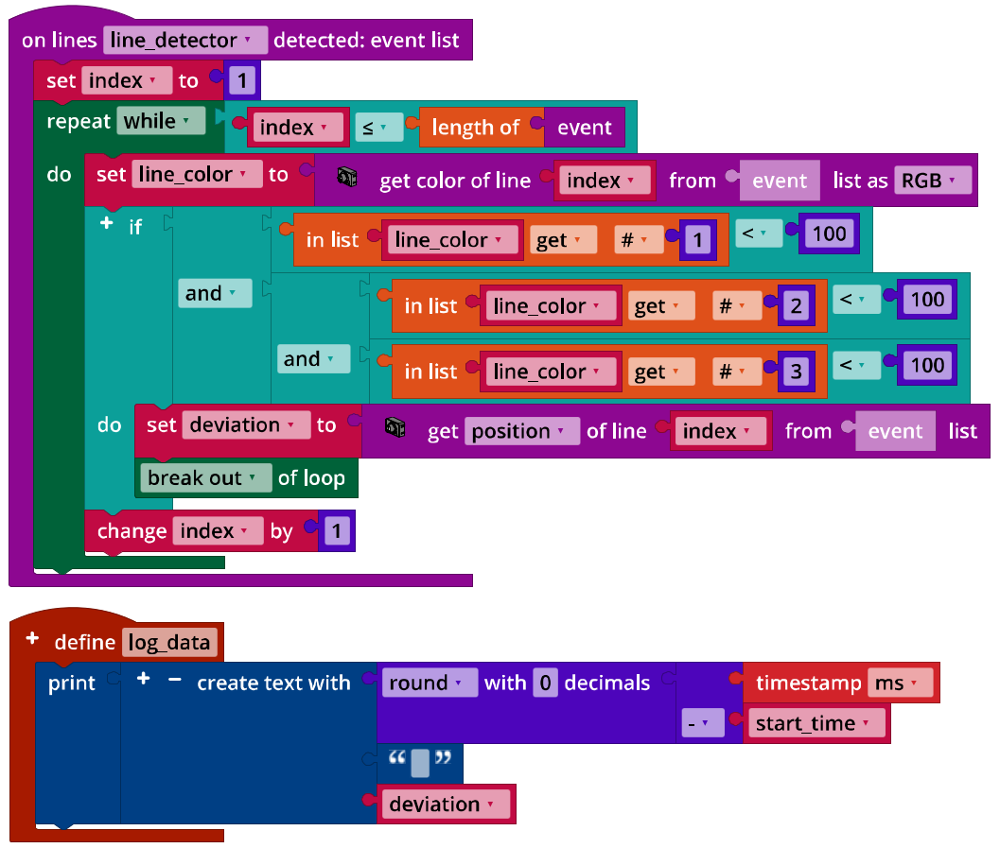 on lines line_detector detected: event list
set index to 1
repeat while index ≤ length of event
do set line_color to get color of line index from event list as RGB
+ if in list line_color get # 1 < 100
and in list line_color get # 2 < 100
and in list line_color get # 3 < 100
do set deviation to get position of line index from event list
break out of loop
change index by 1
+ define log_data
print + − create text with round with 0 decimals timestamp ms
- start_time
“ ”
deviation